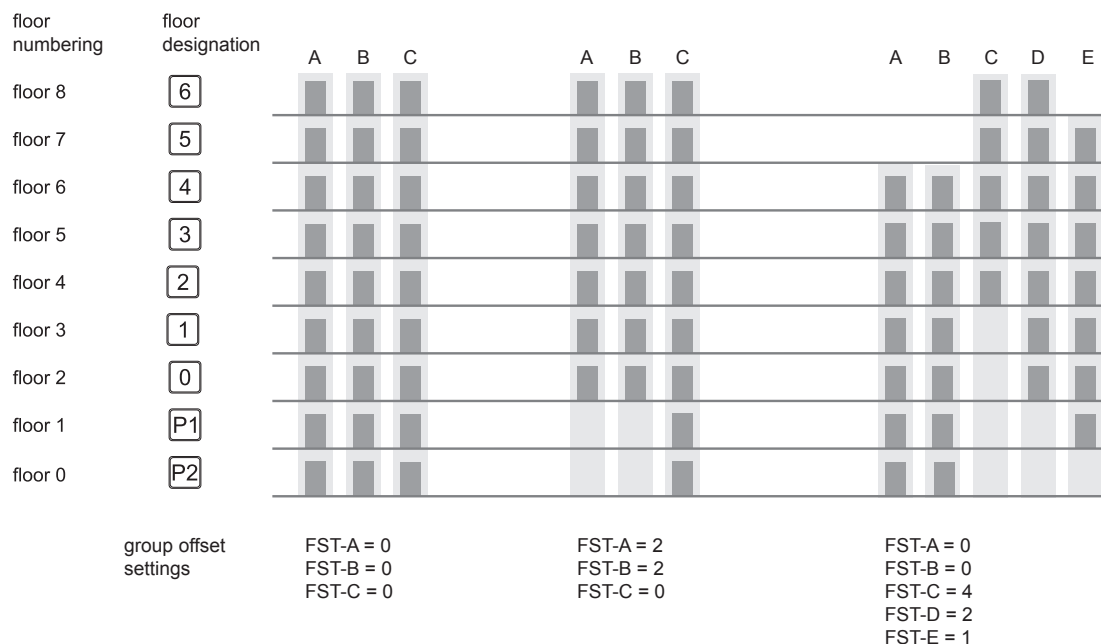 floor numbering
floor designation
A B C
A B C
A B C D E
floor 8 6
floor 7 5
floor 6 4
floor 5 3
floor 4 2
floor 3 1
floor 2 0
floor 1 P1
floor 0 P2
group offset settings
FST-A = 0
FST-B = 0
FST-C = 0
FST-A = 2
FST-B = 2
FST-C = 0
FST-A = 0
FST-B = 0
FST-C = 4
FST-D = 2
FST-E = 1